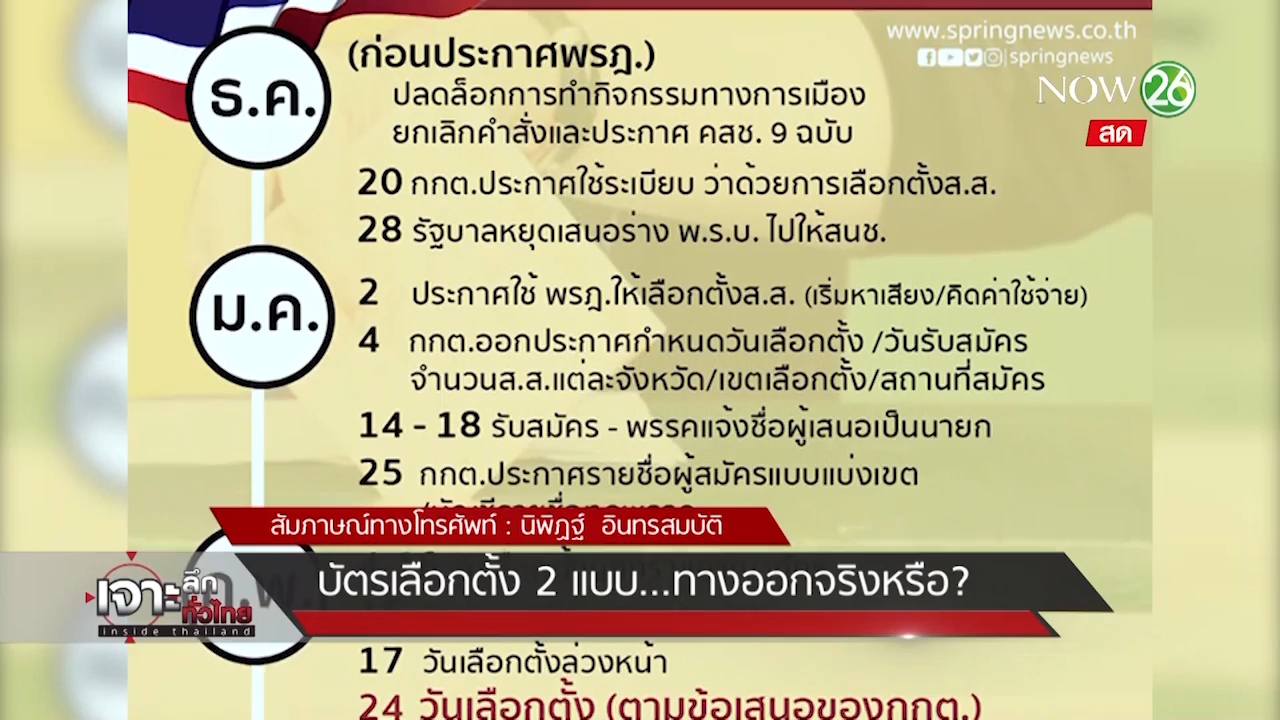 www.springnews.co.th
springnews
NOW 26
สด
ธ.ค.
(ก่อนประกาศพรฎ.)
ปลดล็อกการทำกิจกรรมทางการเมือง
ยกเลิกคำสั่งและประกาศ คสช. 9 ฉบับ
20 กกต.ประกาศใช้ระเบียบ ว่าด้วยการเลือกตั้งส.ส.
28 รัฐบาลหยุดเสนอร่าง พ.ร.บ. ไปให้สนช.
ม.ค.
2 ประกาศใช้ พรฎ.ให้เลือกตั้งส.ส. (เริ่มหาเสียง/คิดค่าใช้จ่าย)
4 กกต.ออกประกาศกำหนดวันเลือกตั้ง /วันรับสมัคร
จำนวนส.ส.แต่ละจังหวัด/เขตเลือกตั้ง/สถานที่สมัคร
14 - 18 รับสมัคร - พรรคแจ้งชื่อผู้เสนอเป็นนายก
25 กกต.ประกาศรายชื่อผู้สมัครแบบแบ่งเขต
สัมภาษณ์ทางโทรศัพท์ : นิพิฏฐ์ อินทรสมบัติ
บัตรเลือกตั้ง 2 แบบ...ทางออกจริงหรือ?
เจาะลึกทั่วไทย
inside thailand
17 วันเลือกตั้งล่วงหน้า
24 วันเลือกตั้ง (ตามข้อเสนอของกกต.)